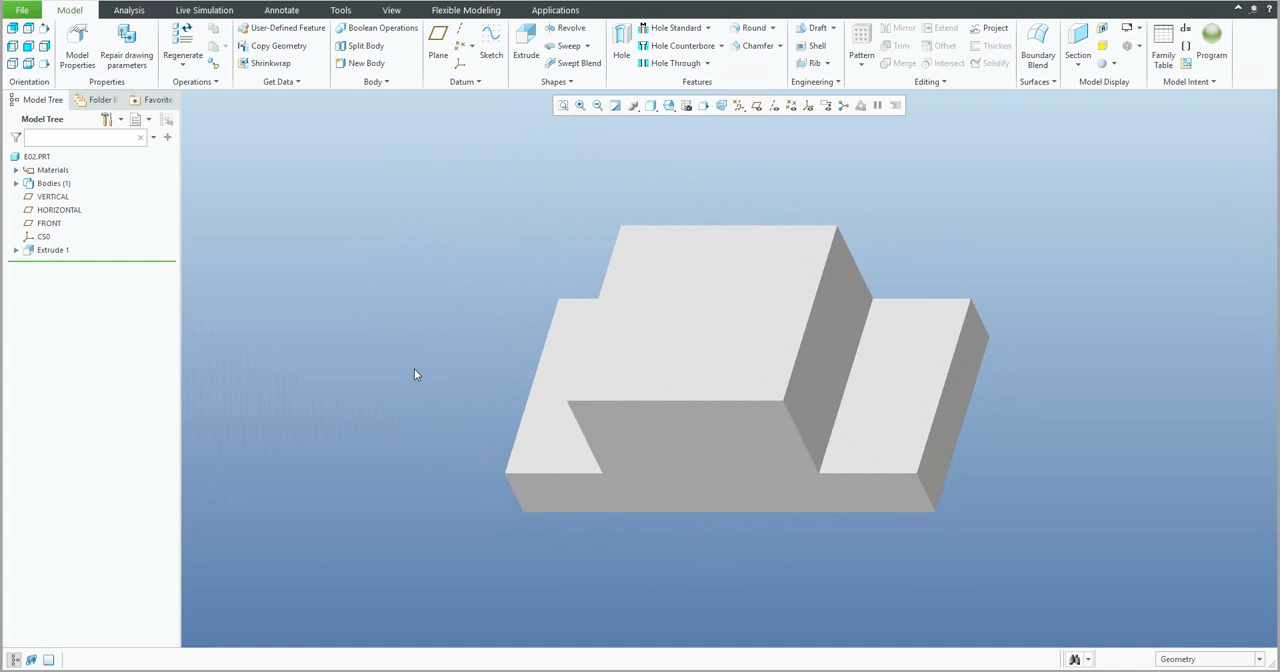 File Model Analysis Live Simulation Annotate Tools View Flexible Modeling Applications
Model Properties
Repair drawing parameters
Regenerate
User-Defined Feature
Copy Geometry
Shrinkwrap
Boolean Operations
Split Body
New Body
Plane
Sketch
Extrude
Revolve
Sweep
Swept Blend
Hole
Hole Standard
Hole Counterbore
Hole Through
Round
Chamfer
Draft
Shell
Rib
Pattern
Mirror
Trim
Merge
Extend
Offset
Intersect
Project
Thicken
Solidify
Boundary Blend
Section
Family Table
d=
Program
Orientation Properties Operations Get Data Body Datum Shapes Features Engineering Editing Surfaces Model Display Model Intent
Model Tree Folder Favorite
Model Tree
E02.PRT
Materials
Bodies (1)
VERTICAL
HORIZONTAL
FRONT
CS0
Extrude 1
Geometry